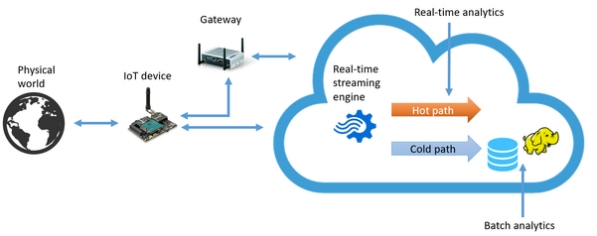 Real-time analytics
Gateway
Physical
world
IoT device
Real-time
streaming
engine
Hot path
Cold path
Batch analytics